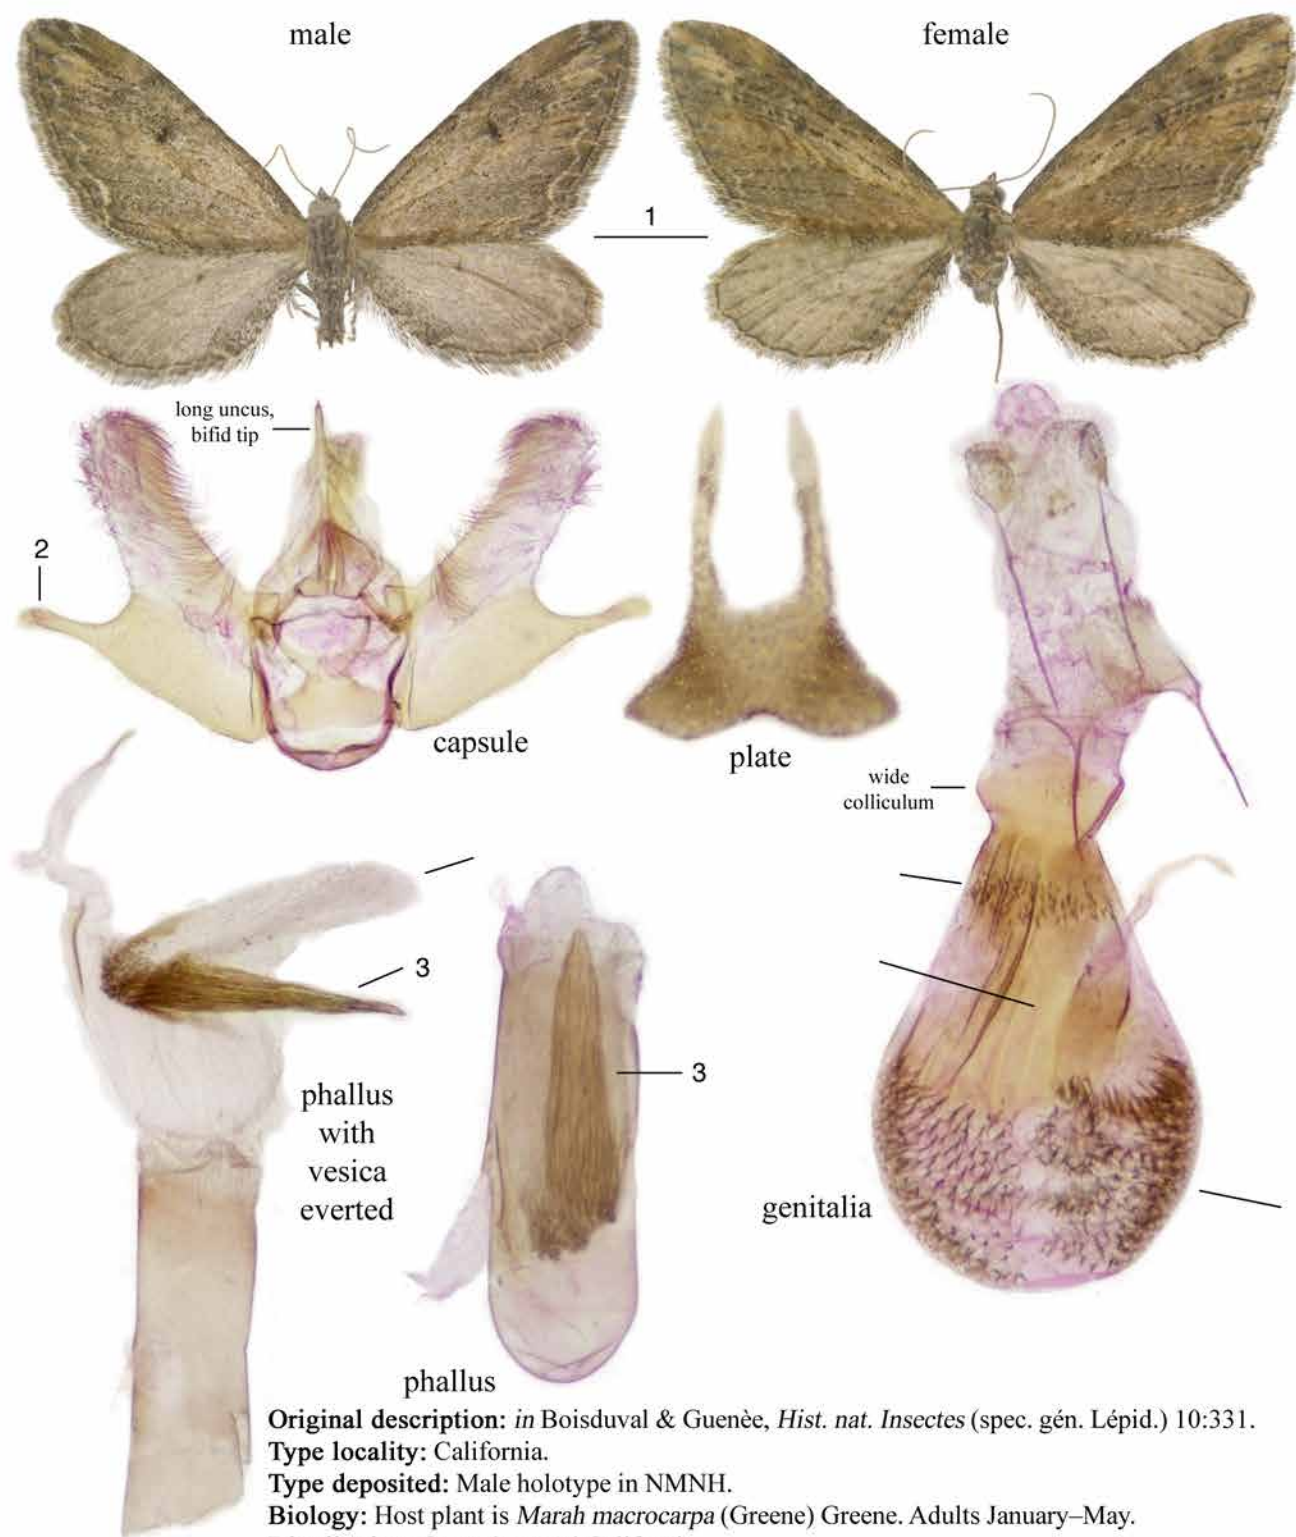 male
female
1
long uncus,
bifid tip
2
capsule
plate
wide
colliculum
3
phallus
with
vesica
everted
3
genitalia
phallus
Original description: in Boisduval & Guenèe, Hist. nat. Insectes (spec. gén. Lépid.) 10:331.
Type locality: California.
Type deposited: Male holotype in NMNH.
Biology: Host plant is Marah macrocarpa (Greene) Greene. Adults January–May.